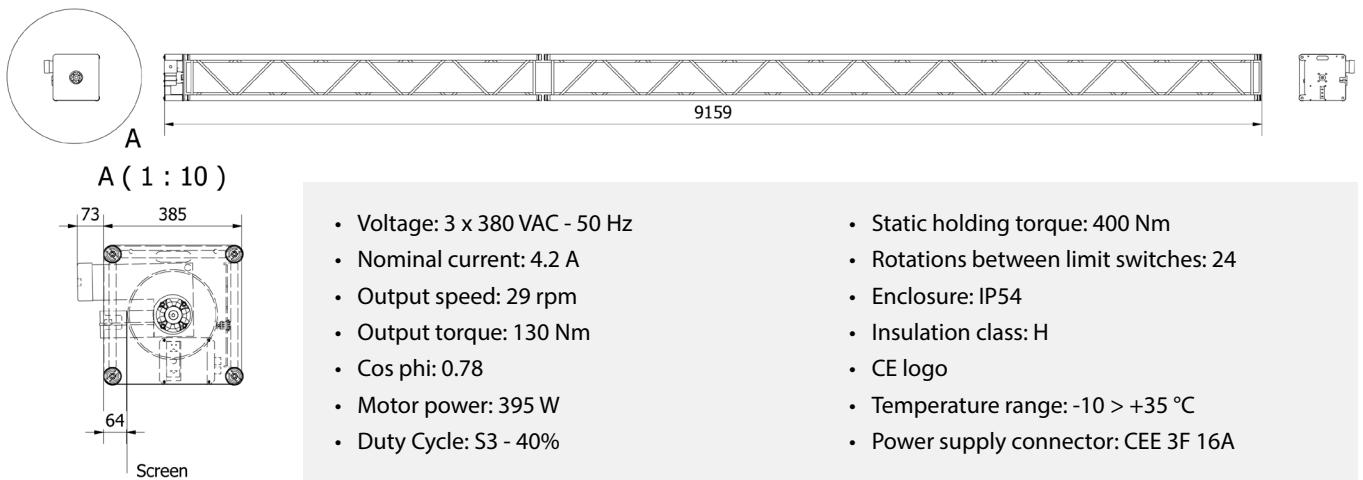 A
9159
A ( 1 : 10 )
73
385
64
Screen
• Voltage: 3 x 380 VAC - 50 Hz
• Nominal current: 4.2 A
• Output speed: 29 rpm
• Output torque: 130 Nm
• Cos phi: 0.78
• Motor power: 395 W
• Duty Cycle: S3 - 40%
• Static holding torque: 400 Nm
• Rotations between limit switches: 24
• Enclosure: IP54
• Insulation class: H
• CE logo
• Temperature range: -10 > +35 °C
• Power supply connector: CEE 3F 16A